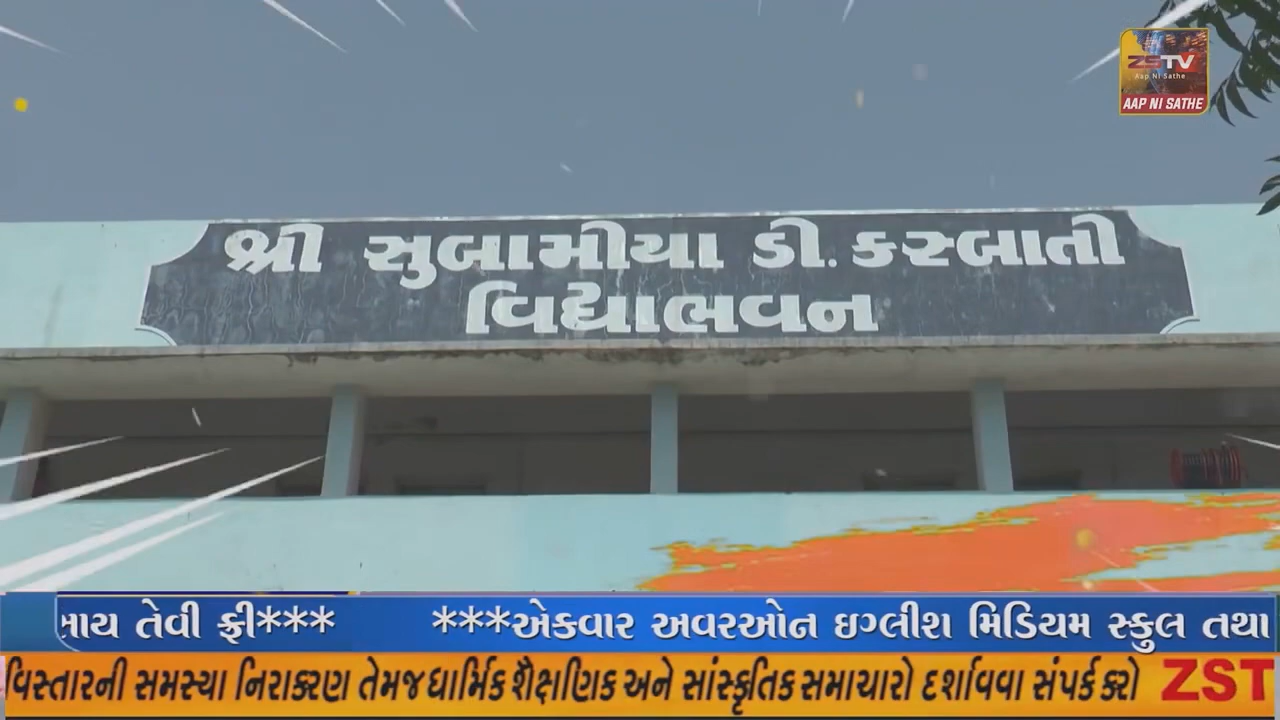 ZSTV
Aap Ni Sathe
AAP NI SATHE
શ્રી સુબામીયા ડી. કસ્બાતી
વિદ્યાભવન
તેવી ફ્રી*** ***એકવાર અવરઓન ઇગ્લીશ મિડિયમ સ્કુલ તથા
વિસ્તારની સમસ્યા નિરાકરણ તેમજ ધાર્મિક શૈક્ષણિક અને સાંસ્કૃતિક સમાચારો દર્શાવવા સંપર્ક કરો ZST